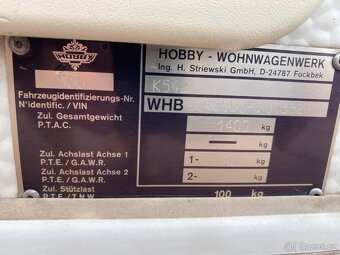 HOBBY
HOBBY - WOHNWAGENWERK
Ing. H. Striewski GmbH, D-24787 Fockbek
Fahrzeugidentifizierungs-Nr.
N°identific. / VIN
WHB
Zul. Gesamtgewicht
P.T.A.C.
1400 kg
kg
Zul. Achslast Achse 1
P.T.E. / G.A.W.R.
1- kg
Zul. Achslast Achse 2
P.T.E. / G.A.W.R.
2- kg
Zul. Stützlast
P.T.E. / T.N.W.
100 kg